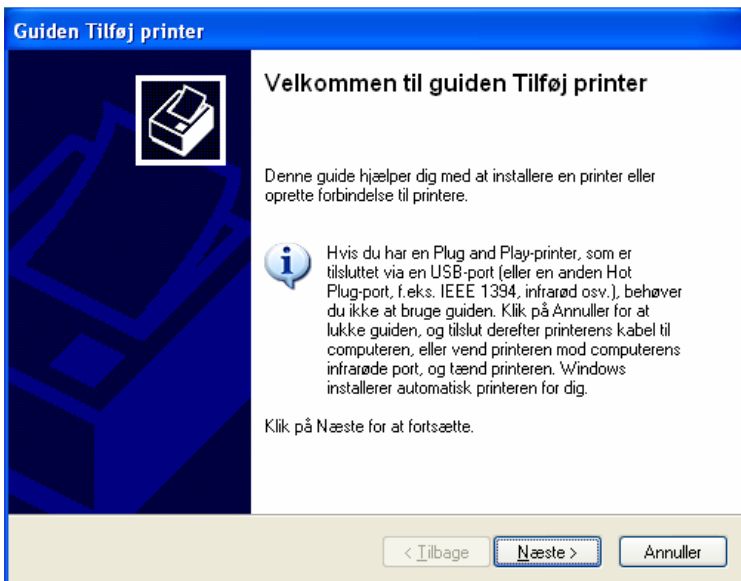 Guiden Tilføj printer
Velkommen til guiden Tilføj printer
Denne guide hjælper dig med at installere en printer eller
oprette forbindelse til printere.
Hvis du har en Plug and Play-printer, som er
tilsluttet via en USB-port (eller en anden Hot
Plug-port, f.eks. IEEE 1394, infrarød osv.), behøver
du ikke at bruge guiden. Klik på Annuller for at
lukke guiden, og tilslut derefter printerens kabel til
computeren, eller vend printeren mod computerens
infrarøde port, og tænd printeren. Windows
installerer automatisk printeren for dig.
Klik på Næste for at fortsætte.
< Tilbage Næste > Annuller